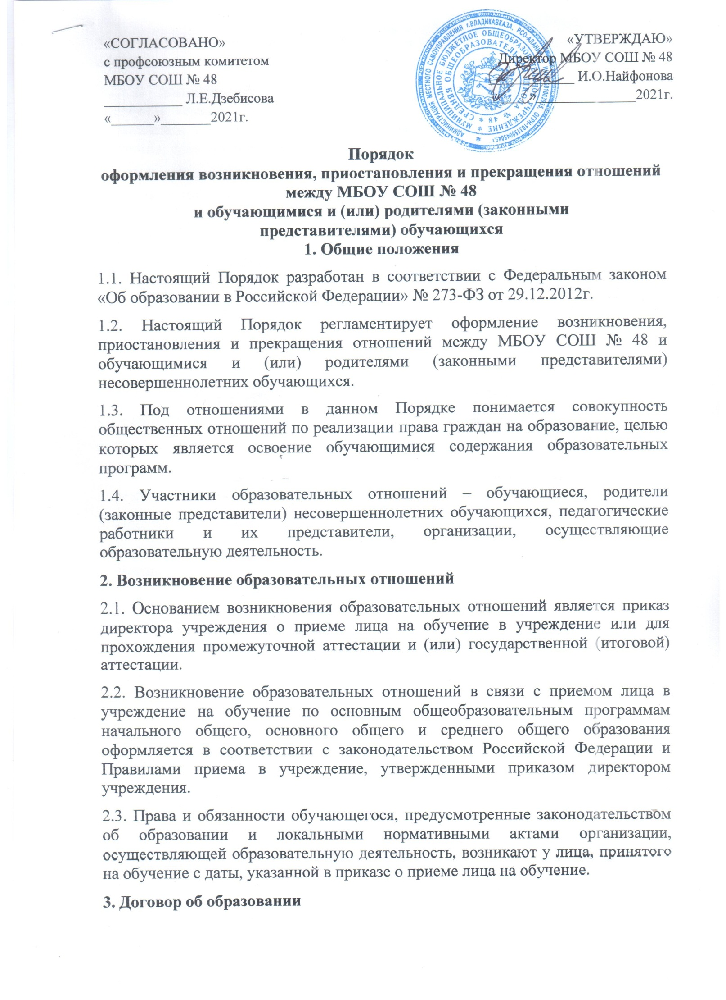 «СОГЛАСОВАНО»
с профсоюзным комитетом
МБОУ СОШ № 48
___________ Л.Е.Дзебисова
«______»_______2021г.
«УТВЕРЖДАЮ»
Директор МБОУ СОШ № 48
____________ И.О.Найфонова
«____»______________2021г.
АДМИНИСТРАЦИЯ МЕСТНОГО САМОУПРАВЛЕНИЯ г.ВЛАДИКАВКАЗА, РСО-АЛАНИЯ
МУНИЦИПАЛЬНОЕ БЮДЖЕТНОЕ ОБЩЕОБРАЗОВАТЕЛЬНОЕ УЧРЕЖДЕНИЕ
СРЕДНЯЯ ОБЩЕОБРАЗОВАТЕЛЬНАЯ ШКОЛА № 48
Порядок
оформления возникновения, приостановления и прекращения отношений
между МБОУ СОШ № 48
и обучающимися и (или) родителями (законными
представителями) обучающихся
1. Общие положения
1.1. Настоящий Порядок разработан в соответствии с Федеральным законом
«Об образовании в Российской Федерации» № 273-ФЗ от 29.12.2012г.
1.2. Настоящий Порядок регламентирует оформление возникновения,
приостановления и прекращения отношений между МБОУ СОШ № 48 и
обучающимися и (или) родителями (законными представителями)
несовершеннолетних обучающихся.
1.3. Под отношениями в данном Порядке понимается совокупность
общественных отношений по реализации права граждан на образование, целью
которых является освоение обучающимися содержания образовательных
программ.
1.4. Участники образовательных отношений – обучающиеся, родители
(законные представители) несовершеннолетних обучающихся, педагогические
работники и их представители, организации, осуществляющие
образовательную деятельность.
2. Возникновение образовательных отношений
2.1. Основанием возникновения образовательных отношений является приказ
директора учреждения о приеме лица на обучение в учреждение или для
прохождения промежуточной аттестации и (или) государственной (итоговой)
аттестации.
2.2. Возникновение образовательных отношений в связи с приемом лица в
учреждение на обучение по основным общеобразовательным программам
начального общего, основного общего и среднего общего образования
оформляется в соответствии с законодательством Российской Федерации и
Правилами приема в учреждение, утвержденными приказом директором
учреждения.
2.3. Права и обязанности обучающегося, предусмотренные законодательством
об образовании и локальными нормативными актами организации,
осуществляющей образовательную деятельность, возникают у лица, принятого
на обучение с даты, указанной в приказе о приеме лица на обучение.
3. Договор об образовании